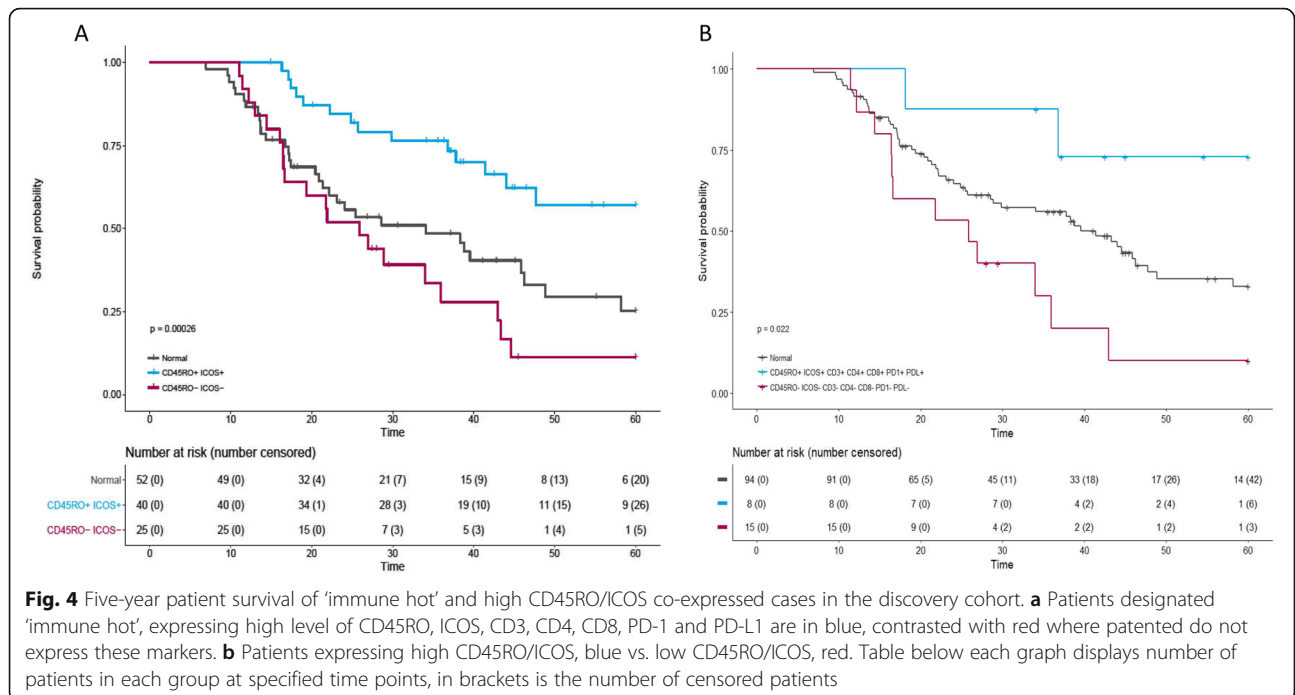 A
Survival probability
1.00
0.75
0.50
0.25
0.00
p = 0.00026
Normal
CD45RO+ ICOS+
CD45RO− ICOS−
0 10 20 30 40 50 60
Time
Number at risk (number censored)
Normal 52 (0) 49 (0) 32 (4) 21 (7) 15 (9) 8 (13) 6 (20)
CD45RO+ ICOS+ 40 (0) 40 (0) 34 (1) 28 (3) 19 (10) 11 (15) 9 (26)
CD45RO− ICOS− 25 (0) 25 (0) 15 (0) 7 (3) 5 (3) 1 (4) 1 (5)
0 10 20 30 40 50 60
Time
B
Survival probability
1.00
0.75
0.50
0.25
0.00
p = 0.022
Normal
CD45RO+ ICOS+ CD3+ CD4+ CD8+ PD1+ PDL+
CD45RO- ICOS- CD3- CD4- CD8- PD1- PDL-
0 10 20 30 40 50 60
Time
Number at risk (number censored)
94 (0) 91 (0) 65 (5) 45 (11) 33 (18) 17 (26) 14 (42)
8 (0) 8 (0) 7 (0) 7 (0) 4 (2) 2 (4) 1 (6)
15 (0) 15 (0) 9 (0) 4 (2) 2 (2) 1 (2) 1 (3)
0 10 20 30 40 50 60
Time
Fig. 4 Five-year patient survival of ‘immune hot’ and high CD45RO/ICOS co-expressed cases in the discovery cohort. a Patients designated
‘immune hot’, expressing high level of CD45RO, ICOS, CD3, CD4, CD8, PD-1 and PD-L1 are in blue, contrasted with red where patented do not
express these markers. b Patients expressing high CD45RO/ICOS, blue vs. low CD45RO/ICOS, red. Table below each graph displays number of
patients in each group at specified time points, in brackets is the number of censored patients